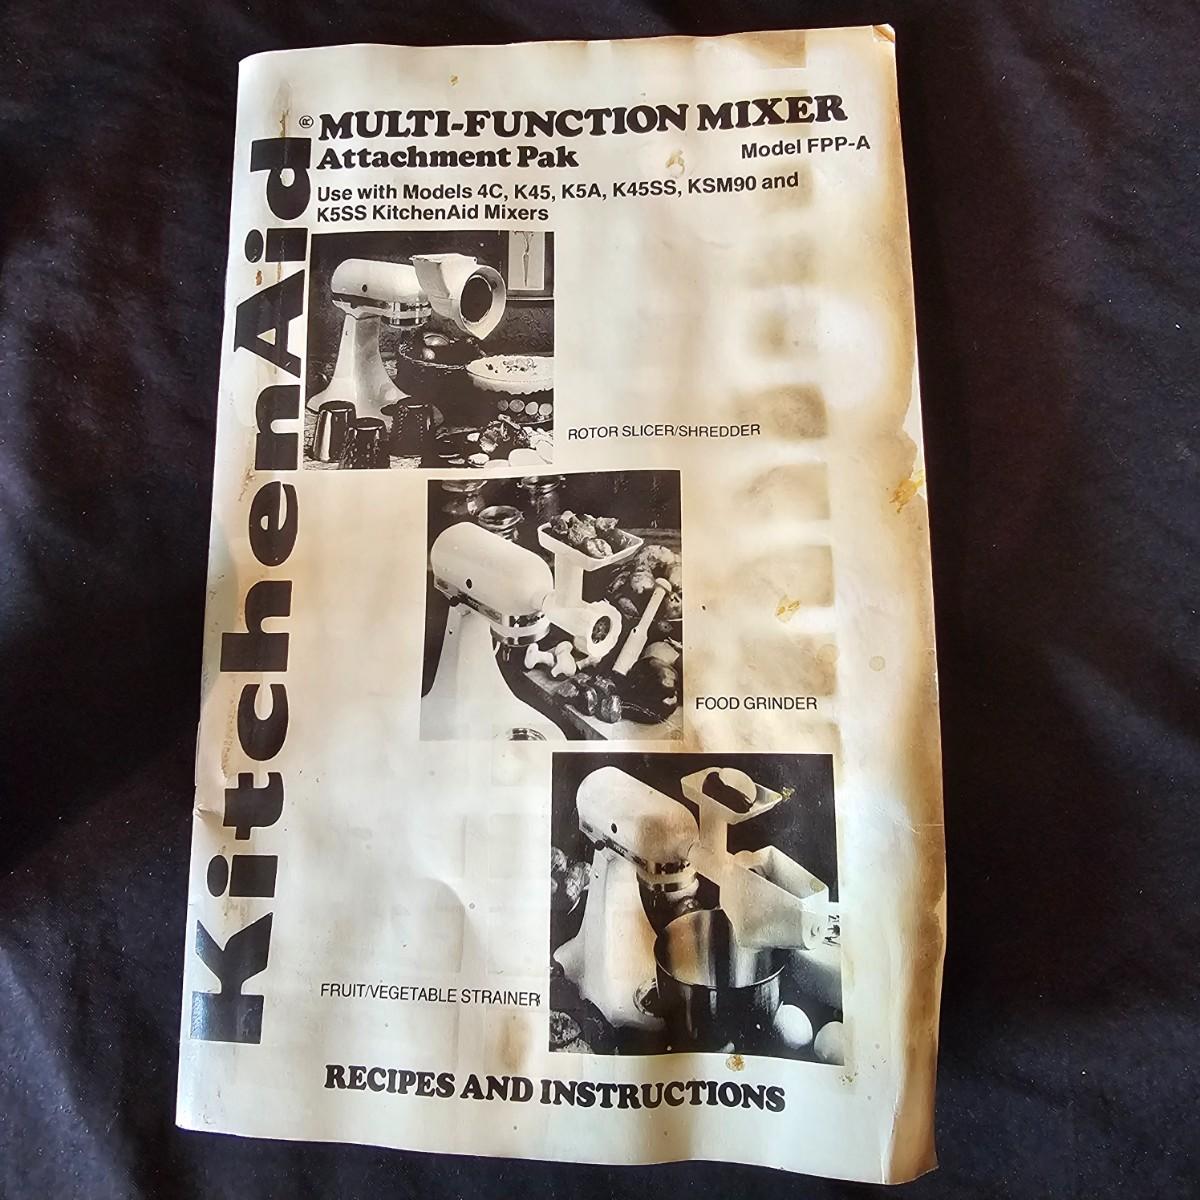 KitchenAid®
MULTI-FUNCTION MIXER
Attachment Pak
Model FPP-A
Use with Models 4C, K45, K5A, K45SS, KSM90 and
K5SS KitchenAid Mixers
ROTOR SLICER/SHREDDER
FOOD GRINDER
FRUIT/VEGETABLE STRAINER
RECIPES AND INSTRUCTIONS